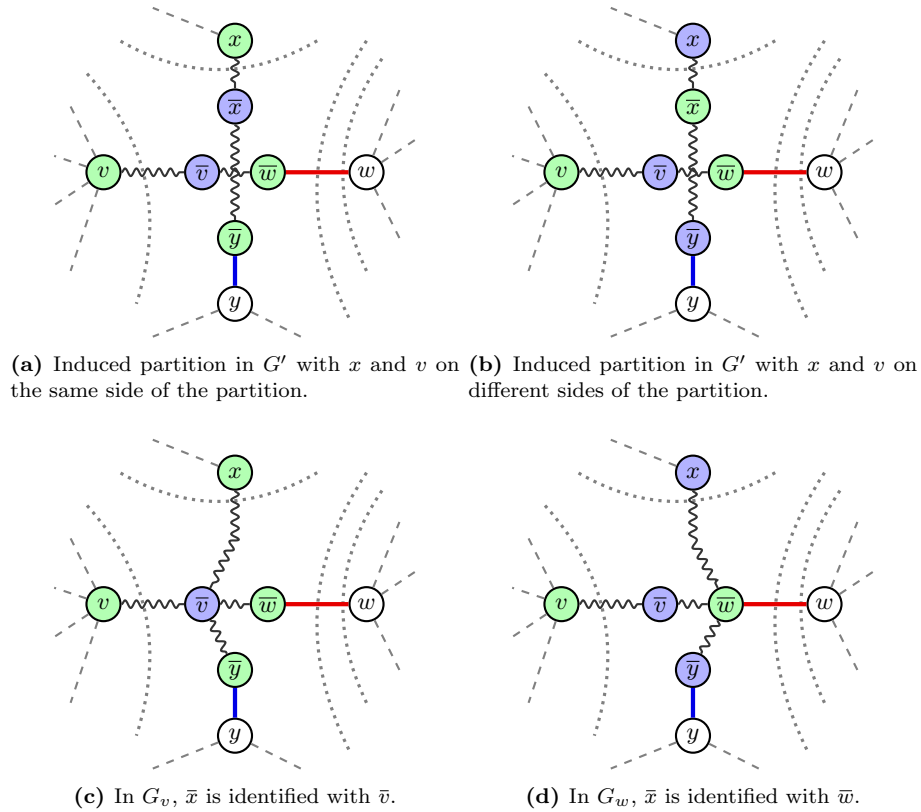 x x
x̅ x̅
v v̅ w̅ w v v̅ w̅ w
y̅ y̅
y y
(a) Induced partition in G′ with x and v on
the same side of the partition.
(b) Induced partition in G′ with x and v on
different sides of the partition.
x x
v v̅ w̅ w v v̅ w̅ w
y̅ y̅
y y
(c) In Gᵥ, x̄ is identified with v̄.
(d) In G_w, x̄ is identified with w̅.